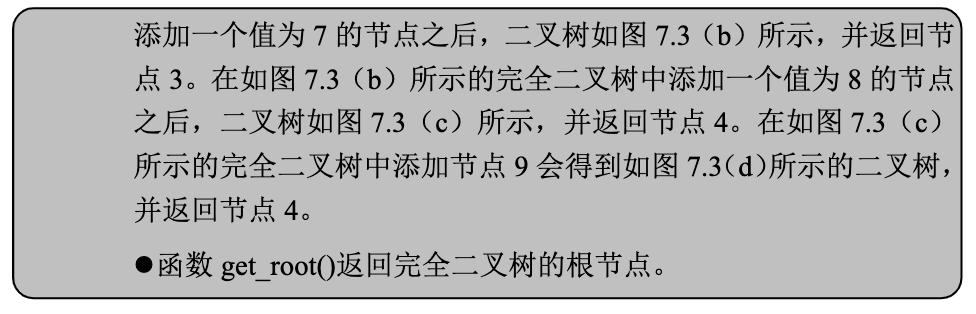 添加一个值为 7 的节点之后，二叉树如图 7.3（b）所示，并返回节
点 3。在如图 7.3（b）所示的完全二叉树中添加一个值为 8 的节点
之后，二叉树如图 7.3（c）所示，并返回节点 4。在如图 7.3（c）
所示的完全二叉树中添加节点 9 会得到如图 7.3（d）所示的二叉树，
并返回节点 4。
●函数 get_root()返回完全二叉树的根节点。